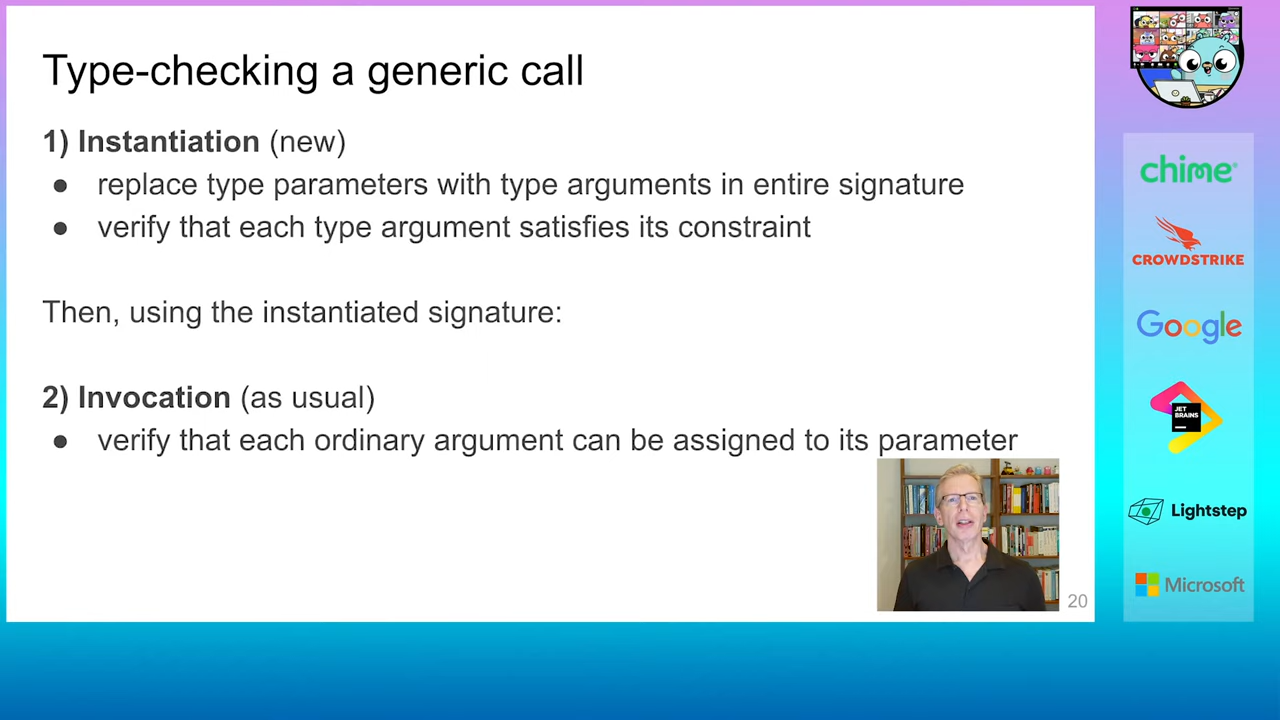 Type-checking a generic call
1) Instantiation (new)
● replace type parameters with type arguments in entire signature
● verify that each type argument satisfies its constraint
Then, using the instantiated signature:
2) Invocation (as usual)
● verify that each ordinary argument can be assigned to its parameter
20
chime®
CROWDSTRIKE
Google
JET
BRAINS
Lightstep
Microsoft